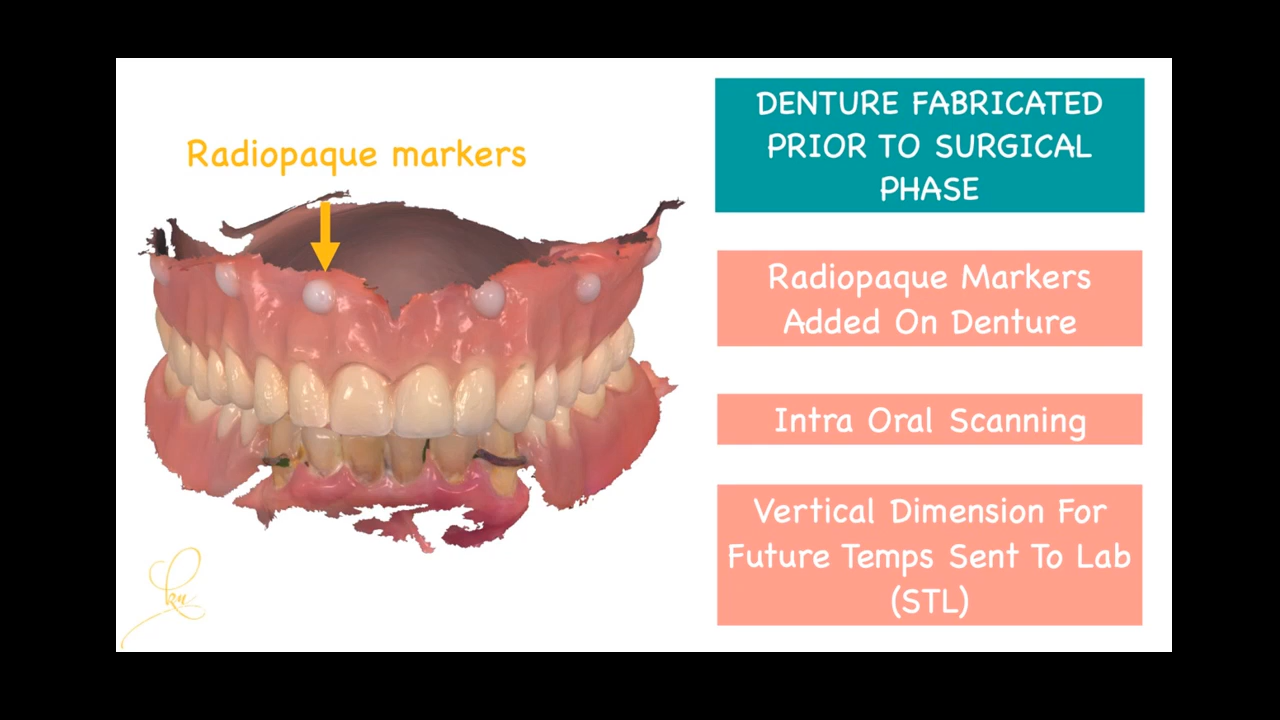 Radiopaque markers
DENTURE FABRICATED
PRIOR TO SURGICAL
PHASE
Radiopaque Markers
Added On Denture
Intra Oral Scanning
Vertical Dimension For
Future Temps Sent To Lab
(STL)